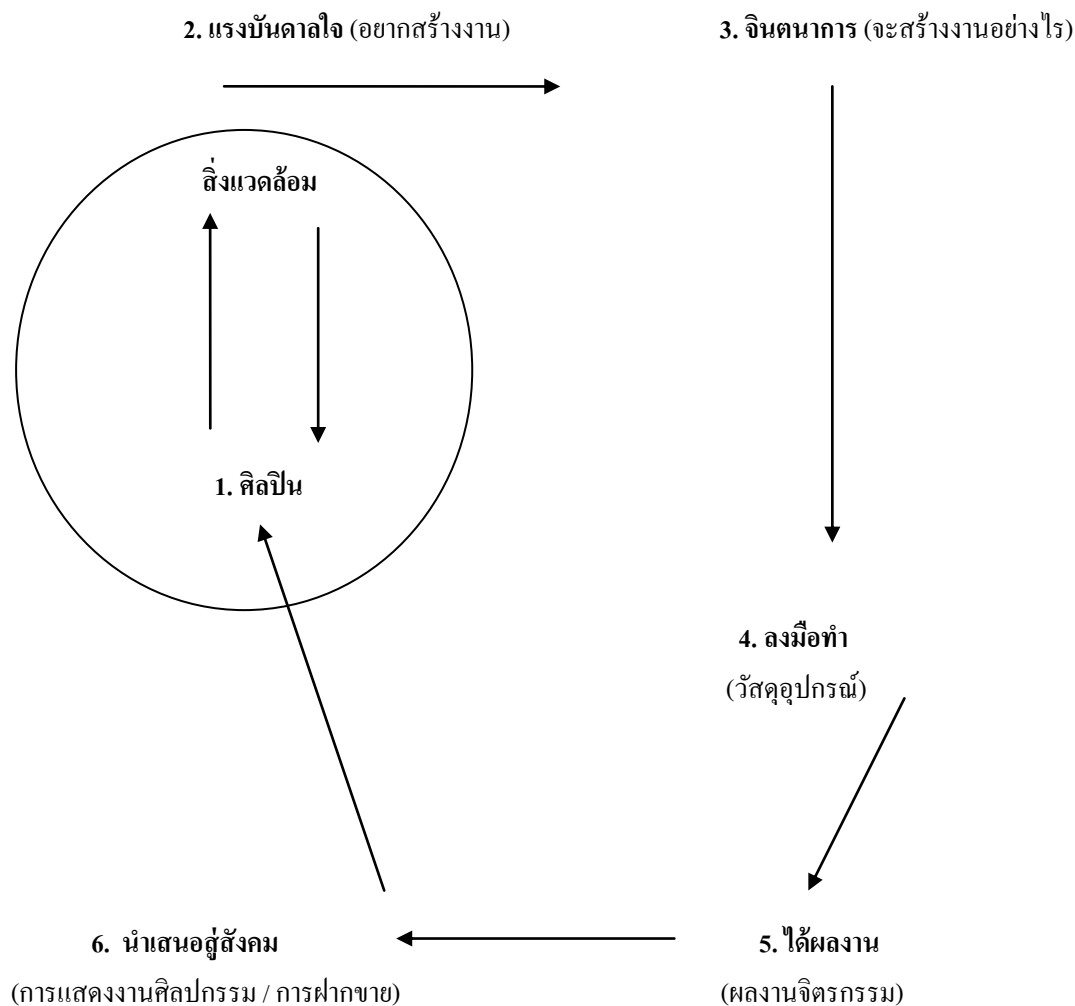 2. แรงบันดาลใจ (อยากสร้างงาน)
3. จินตนาการ (จะสร้างงานอย่างไร)
สิ่งแวดล้อม
1. ศิลปิน
4. ลงมือทำ
(วัสดุอุปกรณ์)
6. นำเสนอสู่สังคม
(การแสดงงานศิลปกรรม / การฝากขาย)
5. ได้ผลงาน
(ผลงานจิตรกรรม)